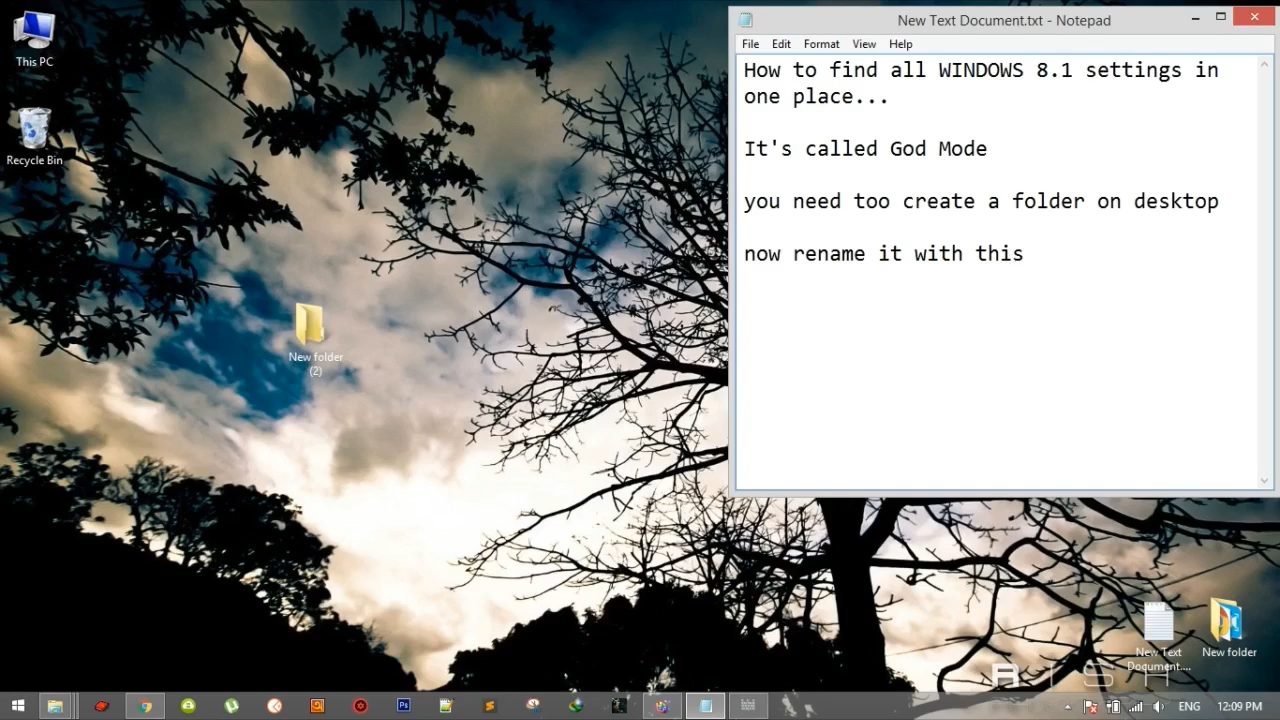 This PC
Recycle Bin
New folder
(2)
New Text Document.txt - Notepad
File Edit Format View Help
How to find all WINDOWS 8.1 settings in
one place...
It's called God Mode
you need too create a folder on desktop
now rename it with this
New Text
Document....
New folder
R I S H
Ps
ENG
12:09 PM